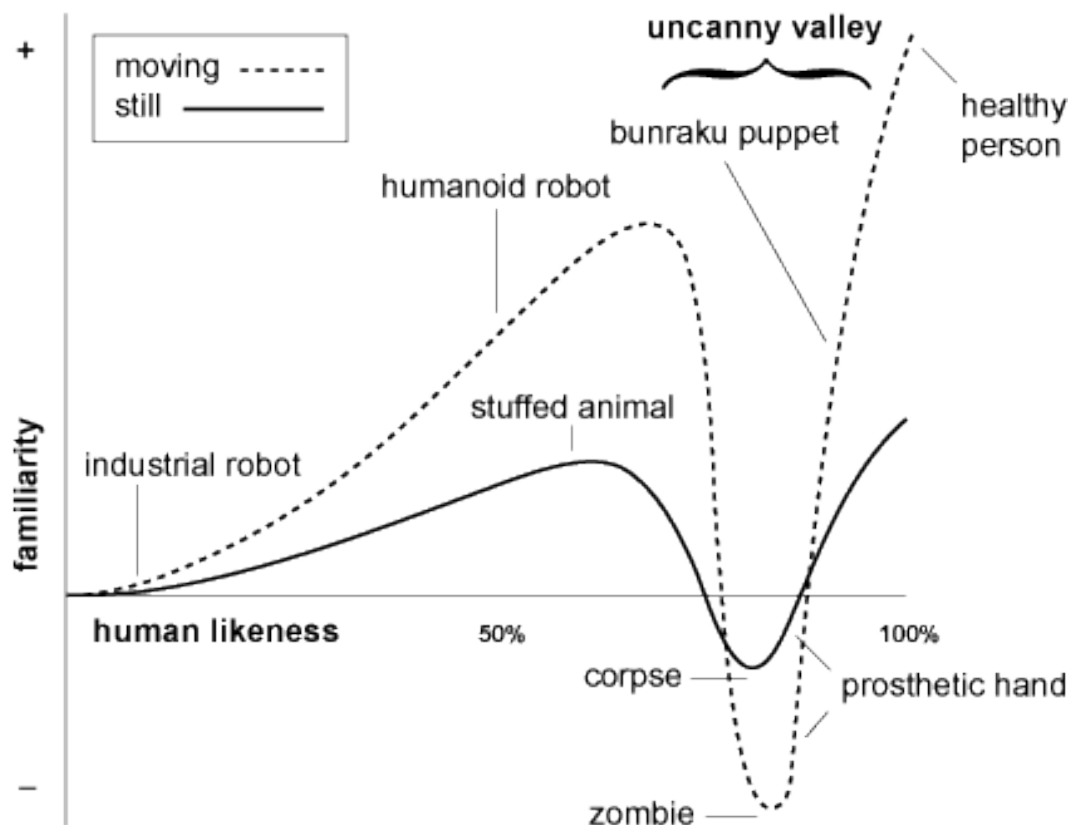 +
uncanny valley
moving
still
healthy
person
bunraku puppet
humanoid robot
stuffed animal
industrial robot
familiarity
human likeness
50%
100%
corpse
prosthetic hand
–
zombie